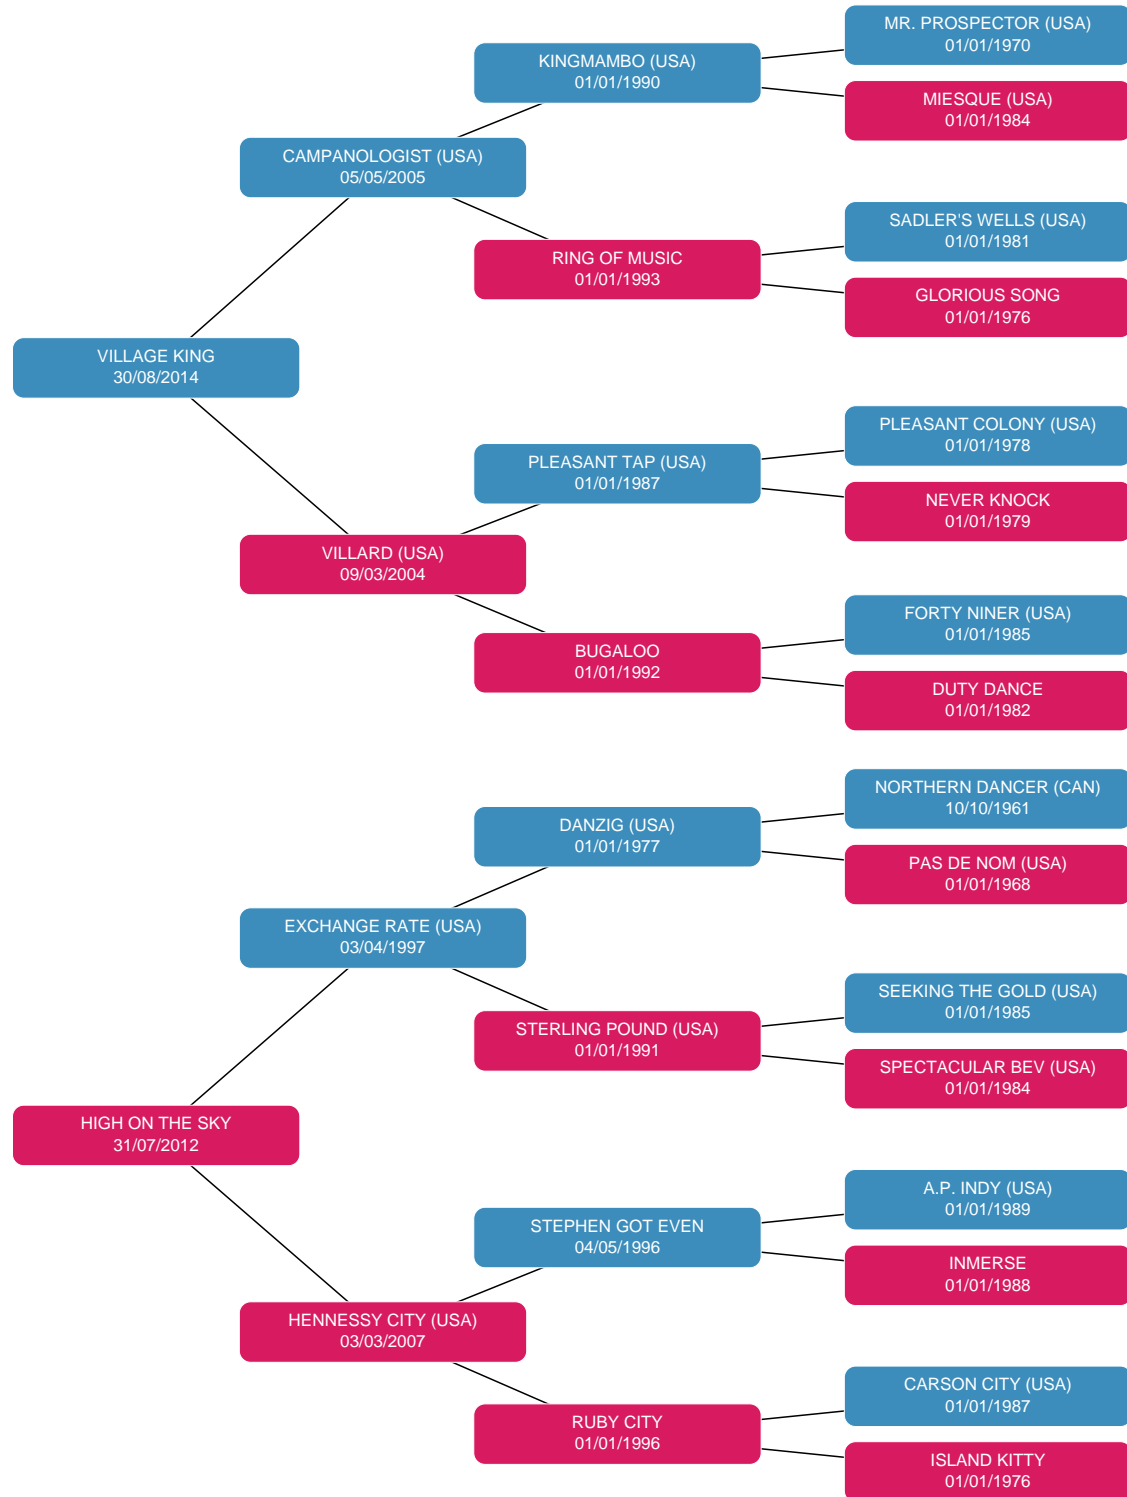 MR. PROSPECTOR (USA)
01/01/1970
KINGMAMBO (USA)
01/01/1990
MIESQUE (USA)
01/01/1984
CAMPANOLOGIST (USA)
05/05/2005
SADLER'S WELLS (USA)
01/01/1981
RING OF MUSIC
01/01/1993
GLORIOUS SONG
01/01/1976
VILLAGE KING
30/08/2014
PLEASANT COLONY (USA)
01/01/1978
PLEASANT TAP (USA)
01/01/1987
NEVER KNOCK
01/01/1979
VILLARD (USA)
09/03/2004
FORTY NINER (USA)
01/01/1985
BUGALOO
01/01/1992
DUTY DANCE
01/01/1982
NORTHERN DANCER (CAN)
10/10/1961
DANZIG (USA)
01/01/1977
PAS DE NOM (USA)
01/01/1968
EXCHANGE RATE (USA)
03/04/1997
SEEKING THE GOLD (USA)
01/01/1985
STERLING POUND (USA)
01/01/1991
SPECTACULAR BEV (USA)
01/01/1984
HIGH ON THE SKY
31/07/2012
A.P. INDY (USA)
01/01/1989
STEPHEN GOT EVEN
04/05/1996
INMERSE
01/01/1988
HENNESSY CITY (USA)
03/03/2007
CARSON CITY (USA)
01/01/1987
RUBY CITY
01/01/1996
ISLAND KITTY
01/01/1976